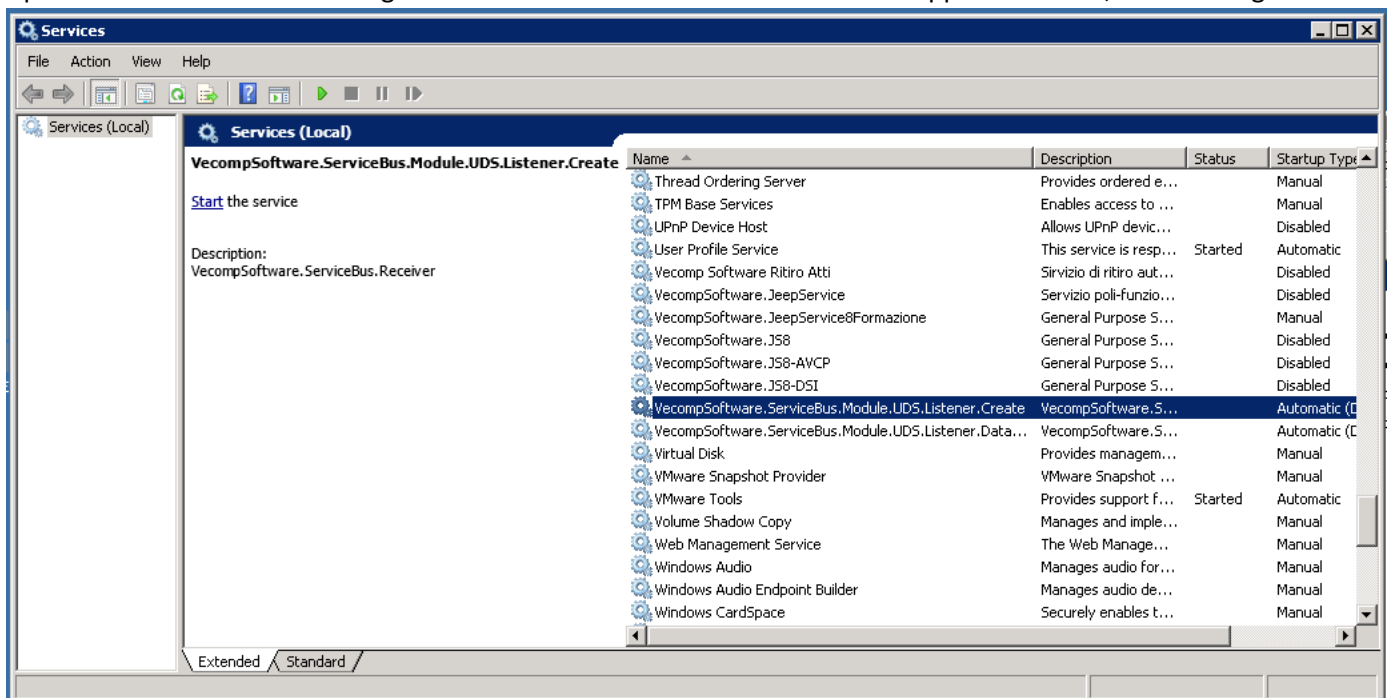 Services
File Action View Help
Services (Local)
Services (Local)
VecompSoftware.ServiceBus.Module.UDS.Listener.Create
Start the service
Description:
VecompSoftware.ServiceBus.Receiver
Name Description Status Startup Type
Thread Ordering Server Provides ordered e... Manual
TPM Base Services Enables access to ... Manual
UPnP Device Host Allows UPnP devic... Disabled
User Profile Service This service is resp... Started Automatic
Vecomp Software Ritiro Atti Sirvizio di ritiro aut... Disabled
VecompSoftware.JeepService Servizio poli-funzio... Disabled
VecompSoftware.JeepService8Formazione General Purpose S... Manual
VecompSoftware.JS8 General Purpose S... Disabled
VecompSoftware.JS8-AVCP General Purpose S... Disabled
VecompSoftware.JS8-DSI General Purpose S... Disabled
VecompSoftware.ServiceBus.Module.UDS.Listener.Create VecompSoftware.S... Automatic (D
VecompSoftware.ServiceBus.Module.UDS.Listener.Data... VecompSoftware.S... Automatic (D
Virtual Disk Provides managem... Manual
VMware Snapshot Provider VMware Snapshot ... Manual
VMware Tools Provides support f... Started Automatic
Volume Shadow Copy Manages and imple... Manual
Web Management Service The Web Manage... Manual
Windows Audio Manages audio for... Manual
Windows Audio Endpoint Builder Manages audio de... Manual
Windows CardSpace Securely enables t... Manual
Extended Standard